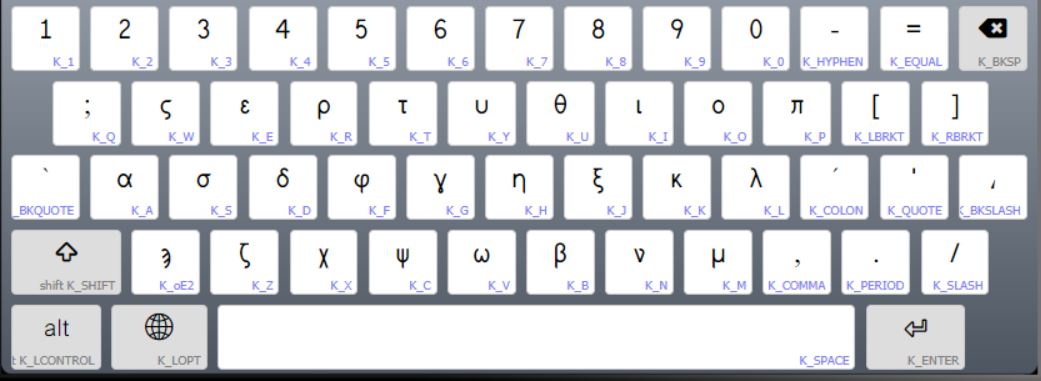 1 2 3 4 5 6 7 8 9 0 - =
K_1 K_2 K_3 K_4 K_5 K_6 K_7 K_8 K_9 K_0 K_HYPHEN K_EQUAL K_BKSP
; ς ε ρ τ υ θ ι ο π [ ]
K_Q K_W K_E K_R K_T K_Y K_U K_I K_O K_P K_LBRKT K_RBRKT
` α σ δ φ γ η ξ κ λ ´ '
_BKQUOTE K_A K_S K_D K_F K_G K_H K_J K_K K_L K_COLON K_QUOTE K_BKSLASH
ζ χ ψ ω β ν μ , . /
shift K_SHIFT K_oE2 K_Z K_X K_C K_V K_B K_N K_M K_COMMA K_PERIOD K_SLASH
alt
K_LCONTROL K_LOPT K_SPACE K_ENTER